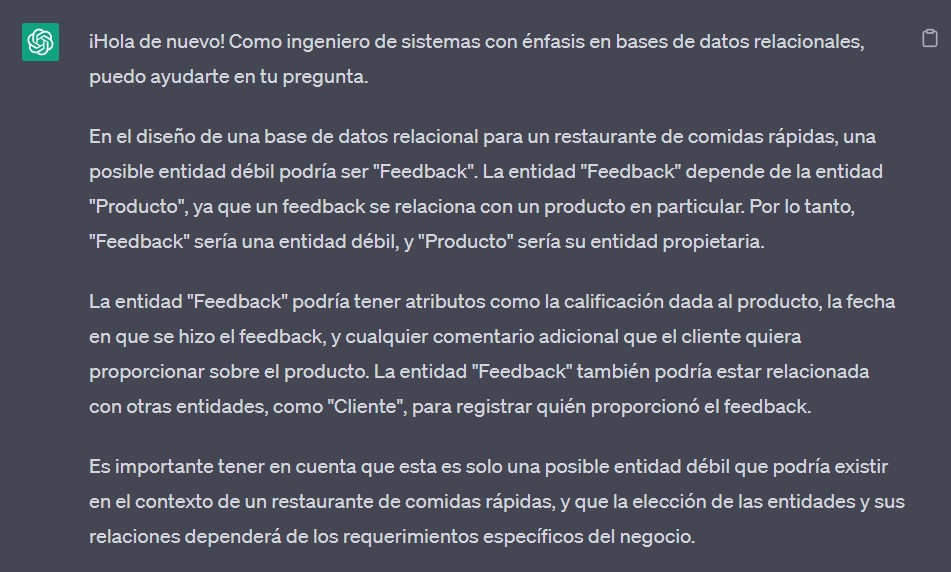 ¡Hola de nuevo! Como ingeniero de sistemas con énfasis en bases de datos relacionales,
puedo ayudarte en tu pregunta.
En el diseño de una base de datos relacional para un restaurante de comidas rápidas, una
posible entidad débil podría ser "Feedback". La entidad "Feedback" depende de la entidad
"Producto", ya que un feedback se relaciona con un producto en particular. Por lo tanto,
"Feedback" sería una entidad débil, y "Producto" sería su entidad propietaria.
La entidad "Feedback" podría tener atributos como la calificación dada al producto, la fecha
en que se hizo el feedback, y cualquier comentario adicional que el cliente quiera
proporcionar sobre el producto. La entidad "Feedback" también podría estar relacionada
con otras entidades, como "Cliente", para registrar quién proporcionó el feedback.
Es importante tener en cuenta que esta es solo una posible entidad débil que podría existir
en el contexto de un restaurante de comidas rápidas, y que la elección de las entidades y sus
relaciones dependerá de los requerimientos específicos del negocio.